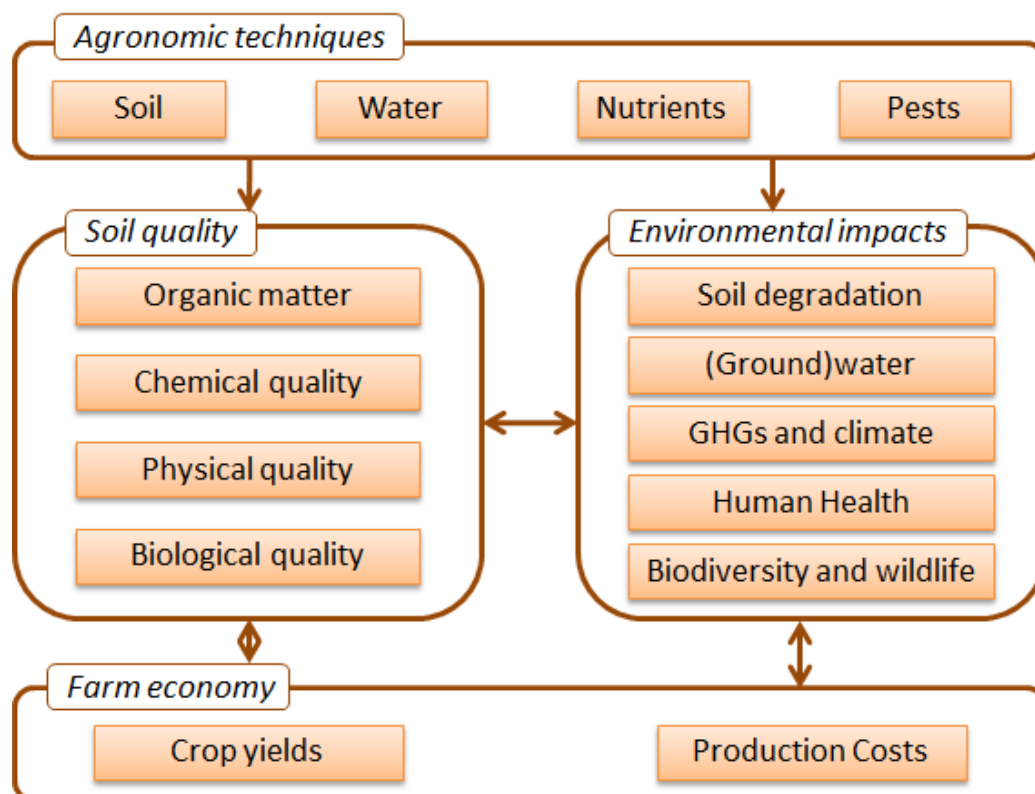 Agronomic techniques
Soil
Water
Nutrients
Pests
Soil quality
Organic matter
Chemical quality
Physical quality
Biological quality
Environmental impacts
Soil degradation
(Ground)water
GHGs and climate
Human Health
Biodiversity and wildlife
Farm economy
Crop yields
Production Costs